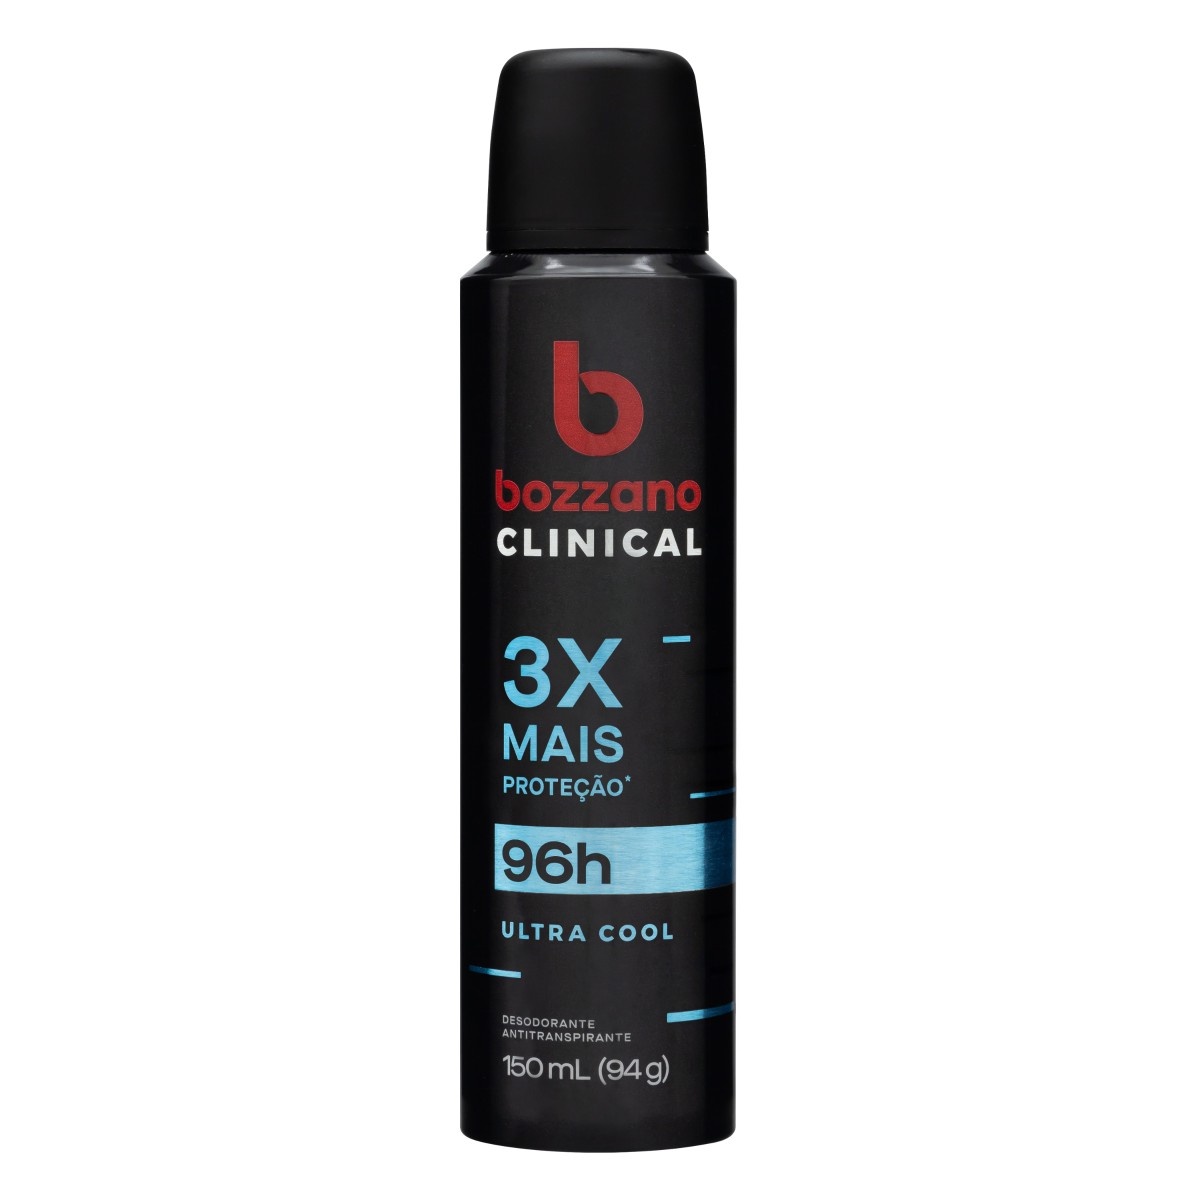 b
bozzano
CLINICAL
3X
MAIS
PROTEÇÃO*
96h
ULTRA COOL
DESODORANTE
ANTITRANSPIRANTE
150 mL (94 g)